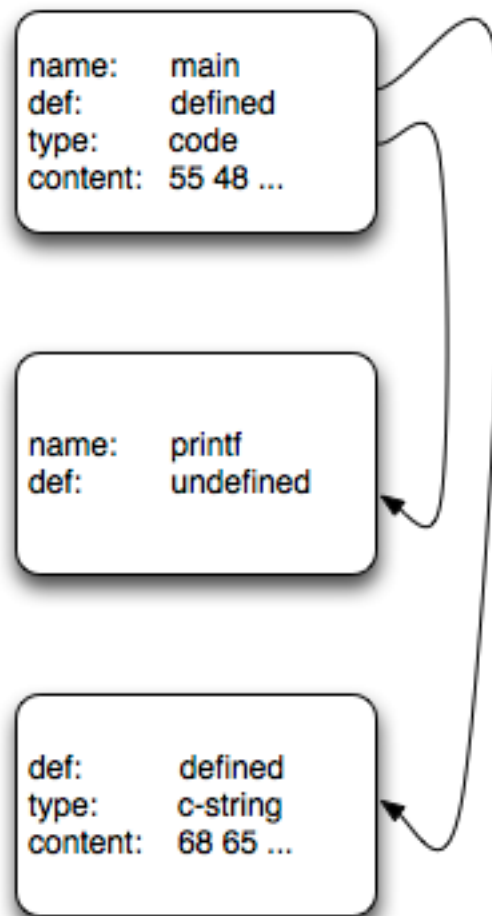 name: main
def: defined
type: code
content: 55 48 ...
name: printf
def: undefined
def: defined
type: c-string
content: 68 65 ...